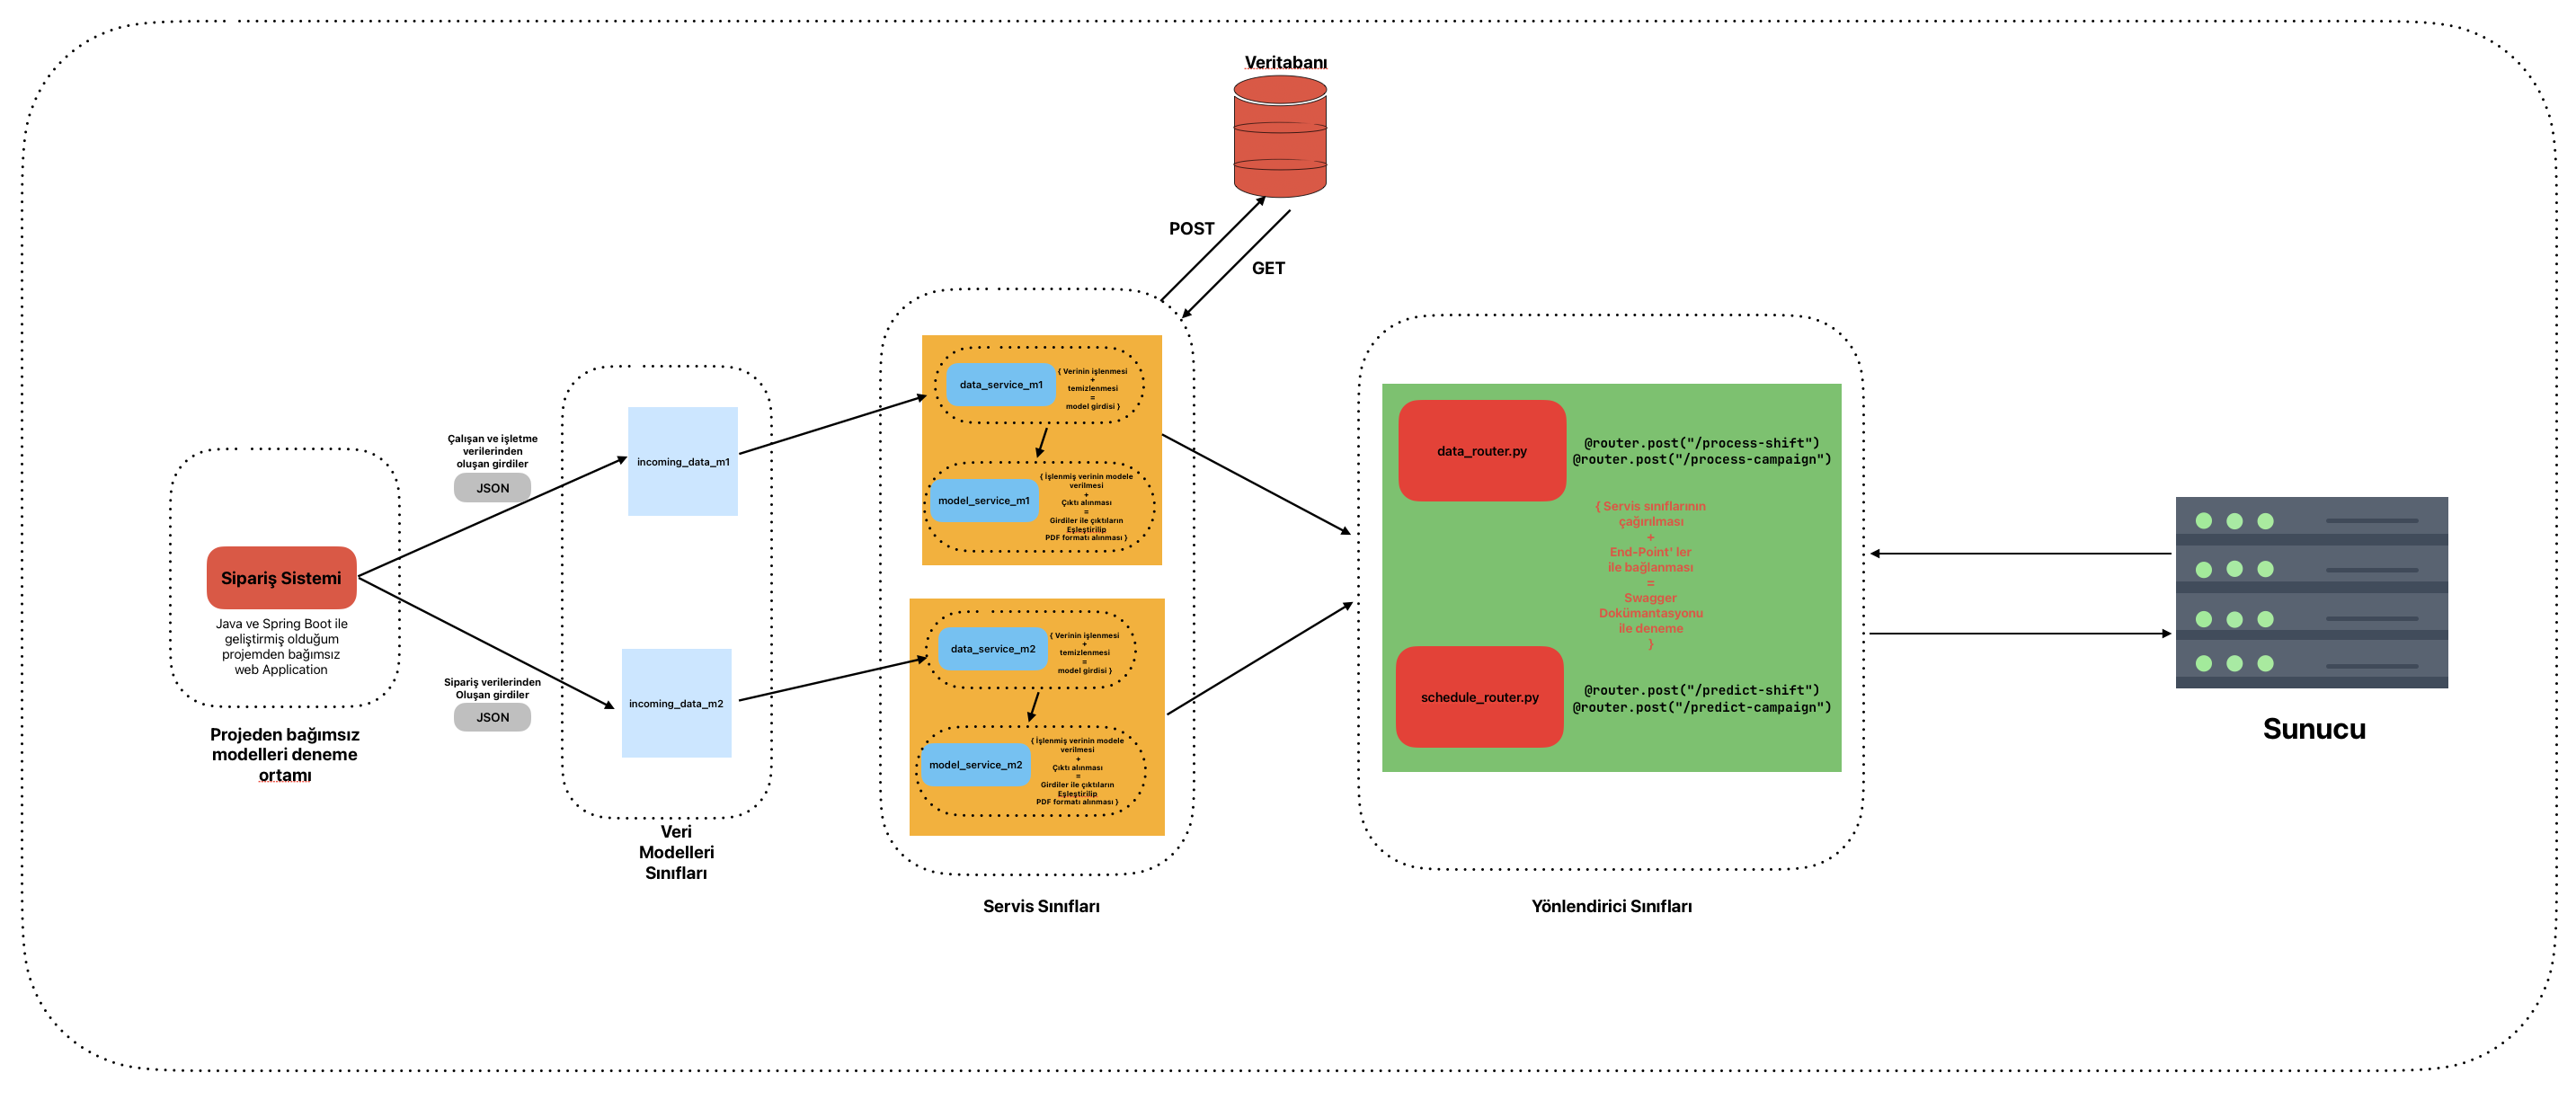 Veritabanı
POST
GET
Çalışan ve işletme
verilerinden
oluşan girdiler
JSON
Sipariş Sistemi
Java ve Spring Boot ile
geliştirmiş olduğum
projemden bağımsız
web Application
Projeden bağımsız
modelleri deneme
ortamı
Sipariş verilerinden
Oluşan girdiler
JSON
incoming_data_m1
incoming_data_m2
Veri
Modelleri
Sınıfları
data_service_m1
{ Verinin işlenmesi
+
temizlenmesi
=
model girdisi }
model_service_m1
{ İşlenmiş verinin modele
verilmesi
+
Çıktı alınması
=
Girdiler ile çıktıların
Eşleştirilip
PDF formatı alınması }
data_service_m2
{ Verinin işlenmesi
+
temizlenmesi
=
model girdisi }
model_service_m2
{ İşlenmiş verinin modele
verilmesi
+
Çıktı alınması
=
Girdiler ile çıktıların
Eşleştirilip
PDF formatı alınması }
Servis Sınıfları
data_router.py
@router.post("/process-shift")
@router.post("/process-campaign")
{ Servis sınıflarının
çağırılması
+
End-Point' ler
ile bağlanması
=
Swagger
Dokümantasyonu
ile deneme
}
schedule_router.py
@router.post("/predict-shift")
@router.post("/predict-campaign")
Yönlendirici Sınıfları
Sunucu